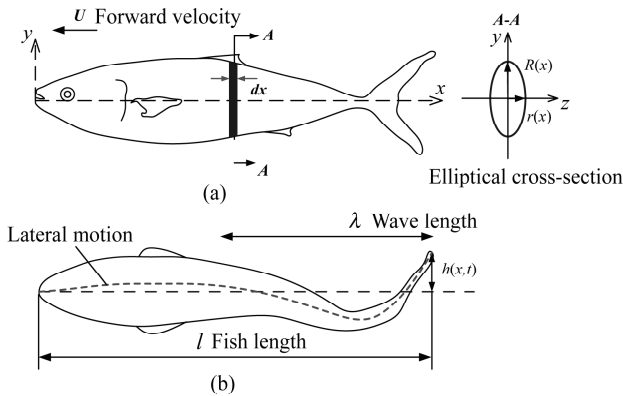 U Forward velocity
A-A
y
A
y
R(x)
dx
x
z
r(x)
A
(a)
Elliptical cross-section
λ Wave length
Lateral motion
h(x,t)
l Fish length
(b)